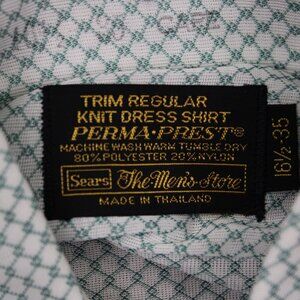 TRIM REGULAR
KNIT DRESS SHIRT
PERMA·PREST®
MACHINE WASH WARM TUMBLE DRY
80% POLYESTER 20% NYLON
Sears The Men's Store
MADE IN THAILAND
16½-35